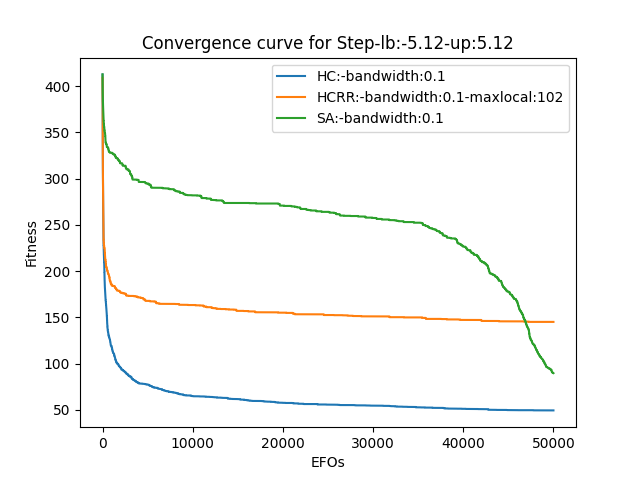 Convergence curve for Step-lb:-5.12-up:5.12
HC:-bandwidth:0.1
HCRR:-bandwidth:0.1-maxlocal:102
SA:-bandwidth:0.1
Fitness
400
350
300
250
200
150
100
50
0 10000 20000 30000 40000 50000
EFOs